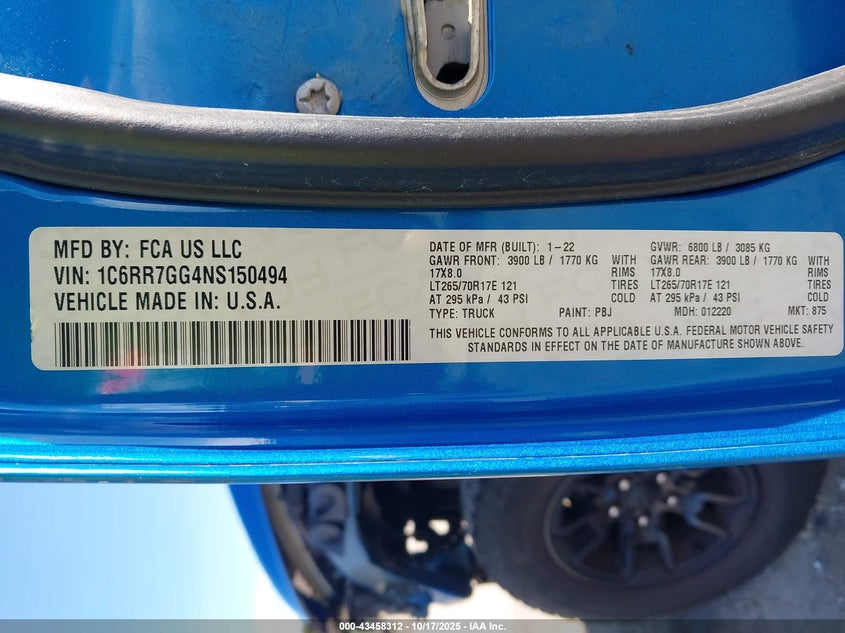 MFD BY: FCA US LLC
VIN: 1C6RR7GG4NS150494
VEHICLE MADE IN: U.S.A.
DATE OF MFR (BUILT): 1-22 GVWR: 6800 LB / 3085 KG
GAWR FRONT: 3900 LB / 1770 KG WITH GAWR REAR: 3900 LB / 1770 KG WITH
17X8.0 RIMS 17X8.0 RIMS
LT265/70R17E 121 TIRES LT265/70R17E 121 TIRES
AT 295 kPa / 43 PSI COLD AT 295 kPa / 43 PSI COLD
TYPE: TRUCK PAINT: PBJ MDH: 012220 MKT: 875
THIS VEHICLE CONFORMS TO ALL APPLICABLE U.S.A. FEDERAL MOTOR VEHICLE SAFETY
STANDARDS IN EFFECT ON THE DATE OF MANUFACTURE SHOWN ABOVE.
000-43458312 - 10/17/2025 - IAA Inc.